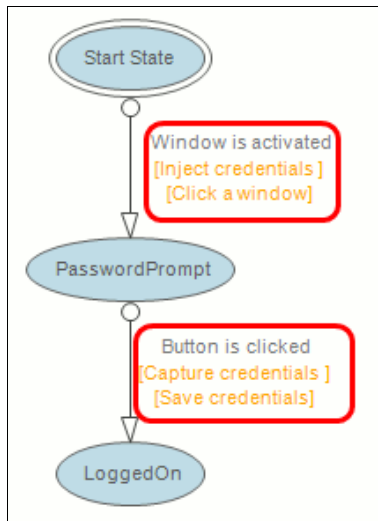 Start State
Window is activated
[Inject credentials ]
[Click a window]
PasswordPrompt
Button is clicked
[Capture credentials ]
[Save credentials]
LoggedOn